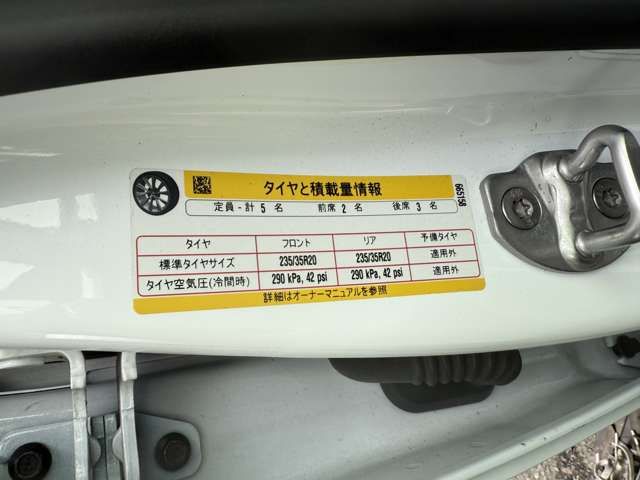 タイヤと積載量情報
定員 - 計 5 名 前席 2 名 後席 3 名
665158
タイヤ フロント リア 予備タイヤ
標準タイヤサイズ 235/35R20 235/35R20 適用外
タイヤ空気圧(冷間時) 290 kPa, 42 psi 290 kPa, 42 psi 適用外
詳細はオーナーマニュアルを参照